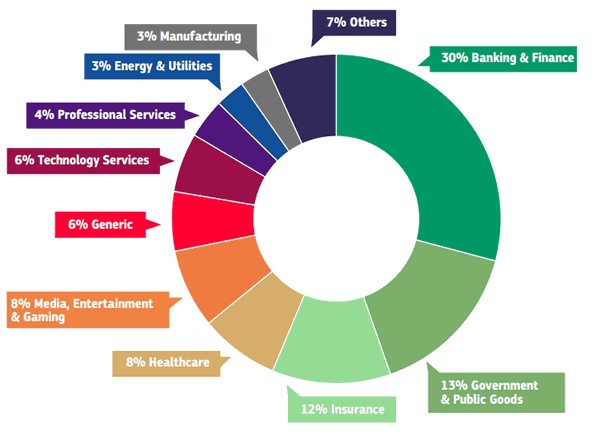 7% Others
3% Manufacturing
30% Banking & Finance
3% Energy & Utilities
4% Professional Services
6% Technology Services
6% Generic
8% Media, Entertainment
& Gaming
8% Healthcare
13% Government
& Public Goods
12% Insurance